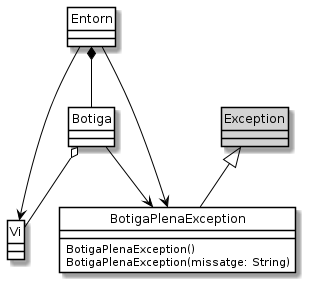 Entorn
Botiga
Exception
Vi
BotigaPlenaException
BotigaPlenaException()
BotigaPlenaException(missatge: String)